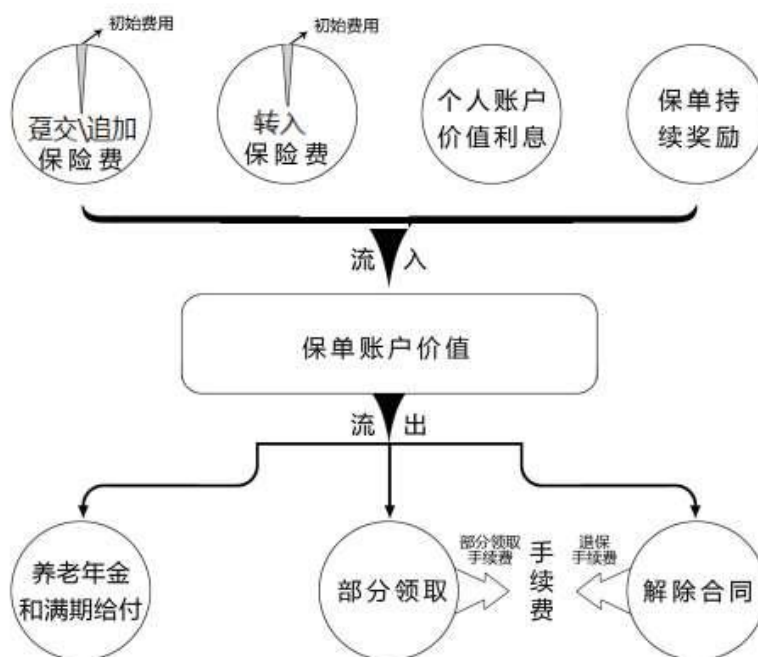 初始费用
初始费用
趸交\追加
保险费
转入
保险费
个人账户
价值利息
保单持
续奖励
流入
保单账户价值
流出
养老年金
和满期给付
部分领取
部分领取
手续费
手续费
退保
手续费
解除合同